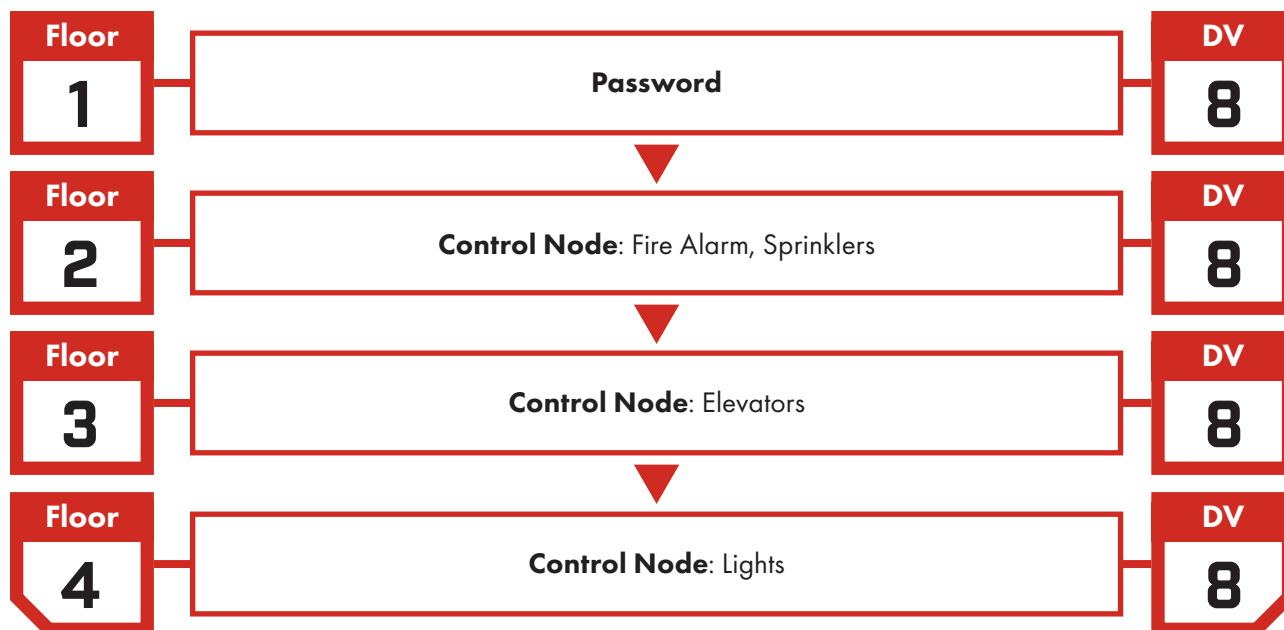 Floor
1
Password
DV
8
Floor
2
Control Node: Fire Alarm, Sprinklers
DV
8
Floor
3
Control Node: Elevators
DV
8
Floor
4
Control Node: Lights
DV
8